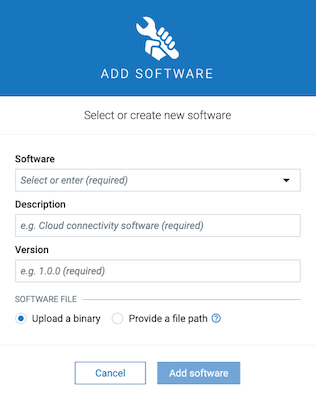 ADD SOFTWARE
Select or create new software
Software
Select or enter (required)
Description
e.g. Cloud connectivity software (required)
Version
e.g. 1.0.0 (required)
SOFTWARE FILE
Upload a binary Provide a file path ?
Cancel Add software